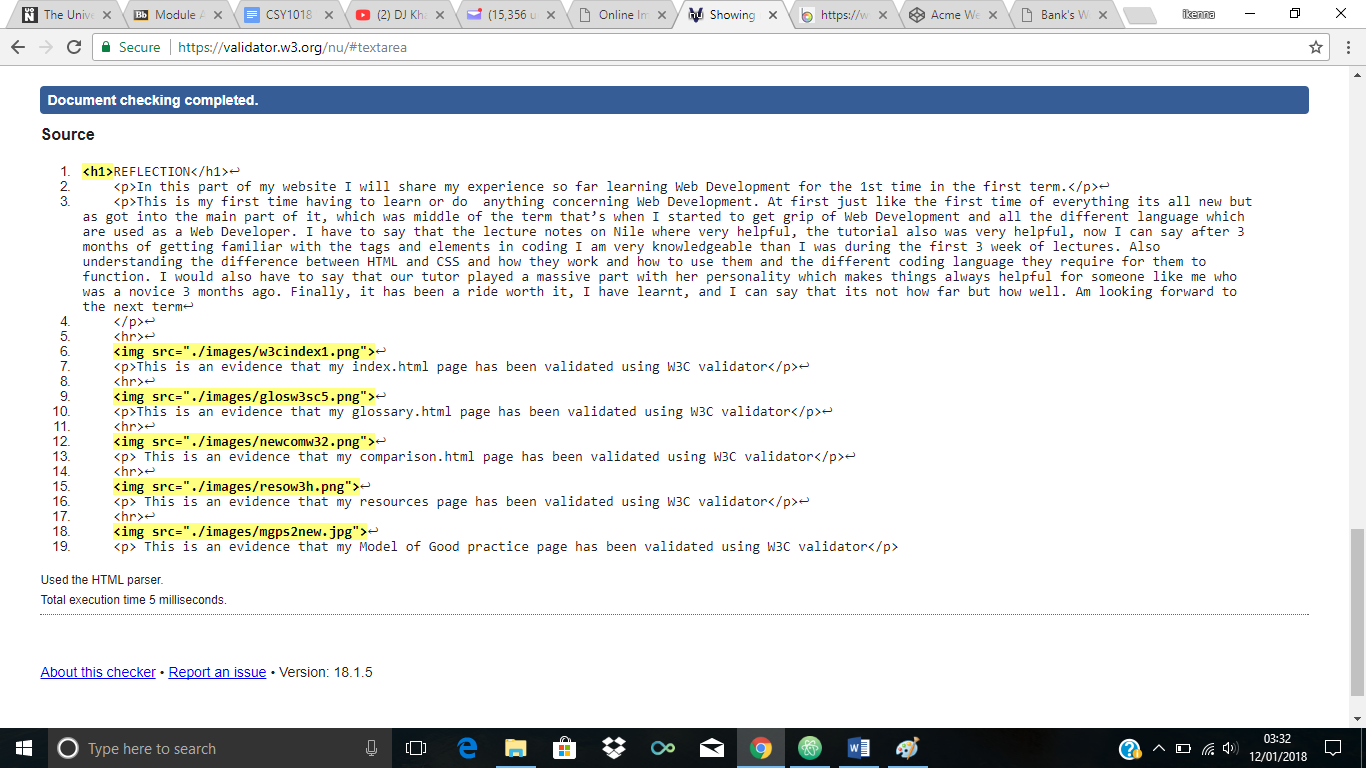 The Unive
Bb Module A
CSY1018
(2) DJ Kha
(15,356 u
Online Im
Showing
https://w
Acme We
Bank's W
ikenna
Secure https://validator.w3.org/nu/#textarea
Document checking completed.
Source
1. <h1>REFLECTION</h1>↩
2. <p>In this part of my website I will share my experience so far learning Web Development for the 1st time in the first term.</p>↩
3. <p>This is my first time having to learn or do  anything concerning Web Development. At first just like the first time of everything its all new but
as got into the main part of it, which was middle of the term that’s when I started to get grip of Web Development and all the different language which
are used as a Web Developer. I have to say that the lecture notes on Nile where very helpful, the tutorial also was very helpful, now I can say after 3
months of getting familiar with the tags and elements in coding I am very knowledgeable than I was during the first 3 week of lectures. Also
understanding the difference between HTML and CSS and how they work and how to use them and the different coding language they require for them to
function. I would also have to say that our tutor played a massive part with her personality which makes things always helpful for someone like me who
was a novice 3 months ago. Finally, it has been a ride worth it, I have learnt, and I can say that its not how far but how well. Am looking forward to
the next term↩
4. </p>↩
5. <hr>↩
6. <img src="./images/w3cindex1.png">↩
7. <p>This is an evidence that my index.html page has been validated using W3C validator</p>↩
8. <hr>↩
9. <img src="./images/glosw3sc5.png">↩
10. <p>This is an evidence that my glossary.html page has been validated using W3C validator</p>↩
11. <hr>↩
12. <img src="./images/newcomw32.png">↩
13. <p> This is an evidence that my comparison.html page has been validated using W3C validator</p>↩
14. <hr>↩
15. <img src="./images/resow3h.png">↩
16. <p> This is an evidence that my resources page has been validated using W3C validator</p>↩
17. <hr>↩
18. <img src="./images/mgps2new.jpg">↩
19. <p> This is an evidence that my Model of Good practice page has been validated using W3C validator</p>
Used the HTML parser.
Total execution time 5 milliseconds.
About this checker • Report an issue • Version: 18.1.5
Type here to search
03:32
12/01/2018